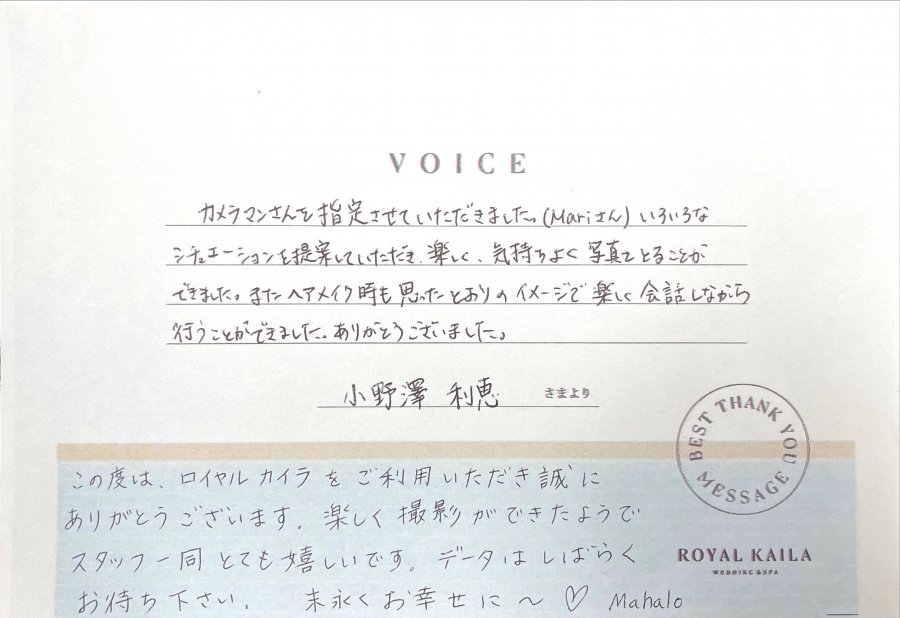 VOICE
カメラマンさんを指定させていただきました。(Mariさん)いろいろな
シチュエーションを提案していただき、楽しく、気持ちよく写真をとることが
できました。またヘアメイク時も思ったとおりのイメージで楽しく会話しながら
行うことができました。ありがとうございました。
小野澤 利恵 さまより
BEST THANK YOU MESSAGE
この度は、ロイヤルカイラをご利用いただき誠に
ありがとうございます。楽しく撮影ができたようで
スタッフ一同とても嬉しいです。データはしばらく
お待ち下さい。 末永くお幸せに〜♡ Mahalo
ROYAL KAILA
WEDDING & SPA